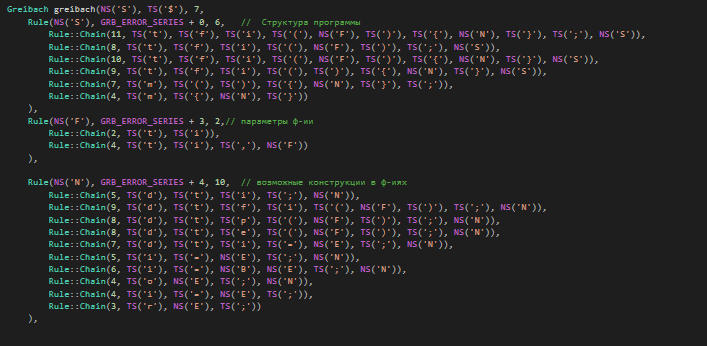 Greibach greibach(NS('S'), TS('$'), 7,
Rule(NS('S'), GRB_ERROR_SERIES + 0, 6, // Структура программы
Rule::Chain(11, TS('t'), TS('f'), TS('i'), TS('('), NS('F'), TS(')'), TS('{'), NS('N'), TS('}'), TS(';'), NS('S')),
Rule::Chain(8, TS('t'), TS('f'), TS('i'), TS('('), NS('F'), TS(')'), TS(';'), NS('S')),
Rule::Chain(10, TS('t'), TS('f'), TS('i'), TS('('), NS('F'), TS(')'), TS('{'), NS('N'), TS('}'), NS('S')),
Rule::Chain(9, TS('t'), TS('f'), TS('i'), TS('('), TS(')'), TS('{'), NS('N'), TS('}'), NS('S')),
Rule::Chain(7, TS('m'), TS('('), TS(')'), TS('{'), NS('N'), TS('}'), TS(';')),
Rule::Chain(4, TS('m'), TS('{'), NS('N'), TS('}'))
),
Rule(NS('F'), GRB_ERROR_SERIES + 3, 2,// параметры ф-ии
Rule::Chain(2, TS('t'), TS('i')),
Rule::Chain(4, TS('t'), TS('i'), TS(','), NS('F'))
),
Rule(NS('N'), GRB_ERROR_SERIES + 4, 10, // возможные конструкции в ф-иях
Rule::Chain(5, TS('d'), TS('t'), TS('i'), TS(';'), NS('N')),
Rule::Chain(9, TS('d'), TS('t'), TS('f'), TS('i'), TS('('), NS('F'), TS(')'), TS(';'), NS('N')),
Rule::Chain(8, TS('d'), TS('t'), TS('p'), TS('('), NS('F'), TS(')'), TS(';'), NS('N')),
Rule::Chain(8, TS('d'), TS('t'), TS('e'), TS('('), NS('F'), TS(')'), TS(';'), NS('N')),
Rule::Chain(7, TS('d'), TS('t'), TS('i'), TS('='), NS('E'), TS(';'), NS('N')),
Rule::Chain(5, TS('i'), TS('='), NS('E'), TS(';'), NS('N')),
Rule::Chain(6, TS('i'), TS('='), NS('B'), NS('E'), TS(';'), NS('N')),
Rule::Chain(4, TS('o'), NS('E'), TS(';'), NS('N')),
Rule::Chain(4, TS('i'), TS('='), NS('E'), TS(';')),
Rule::Chain(3, TS('r'), NS('E'), TS(';'))
),